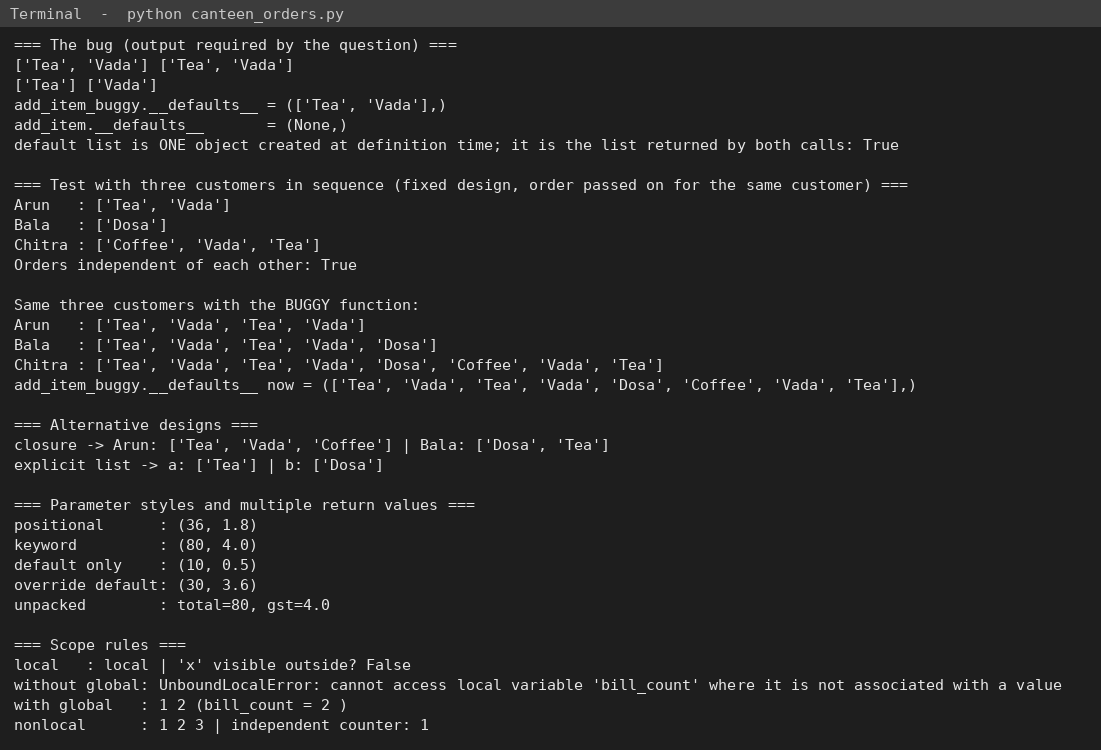 Terminal  -  python canteen_orders.py
=== The bug (output required by the question) ===
['Tea', 'Vada'] ['Tea', 'Vada']
['Tea'] ['Vada']
add_item_buggy.__defaults__ = (['Tea', 'Vada'],)
add_item.__defaults__       = (None,)
default list is ONE object created at definition time; it is the list returned by both calls: True

=== Test with three customers in sequence (fixed design, order passed on for the same customer) ===
Arun   : ['Tea', 'Vada']
Bala   : ['Dosa']
Chitra : ['Coffee', 'Vada', 'Tea']
Orders independent of each other: True

Same three customers with the BUGGY function:
Arun   : ['Tea', 'Vada', 'Tea', 'Vada']
Bala   : ['Tea', 'Vada', 'Tea', 'Vada', 'Dosa']
Chitra : ['Tea', 'Vada', 'Tea', 'Vada', 'Dosa', 'Coffee', 'Vada', 'Tea']
add_item_buggy.__defaults__ now = (['Tea', 'Vada', 'Tea', 'Vada', 'Dosa', 'Coffee', 'Vada', 'Tea'],)

=== Alternative designs ===
closure -> Arun: ['Tea', 'Vada', 'Coffee'] | Bala: ['Dosa', 'Tea']
explicit list -> a: ['Tea'] | b: ['Dosa']

=== Parameter styles and multiple return values ===
positional      : (36, 1.8)
keyword         : (80, 4.0)
default only    : (10, 0.5)
override default: (30, 3.6)
unpacked        : total=80, gst=4.0

=== Scope rules ===
local   : local | 'x' visible outside? False
without global: UnboundLocalError: cannot access local variable 'bill_count' where it is not associated with a value
with global   : 1 2 (bill_count = 2 )
nonlocal      : 1 2 3 | independent counter: 1